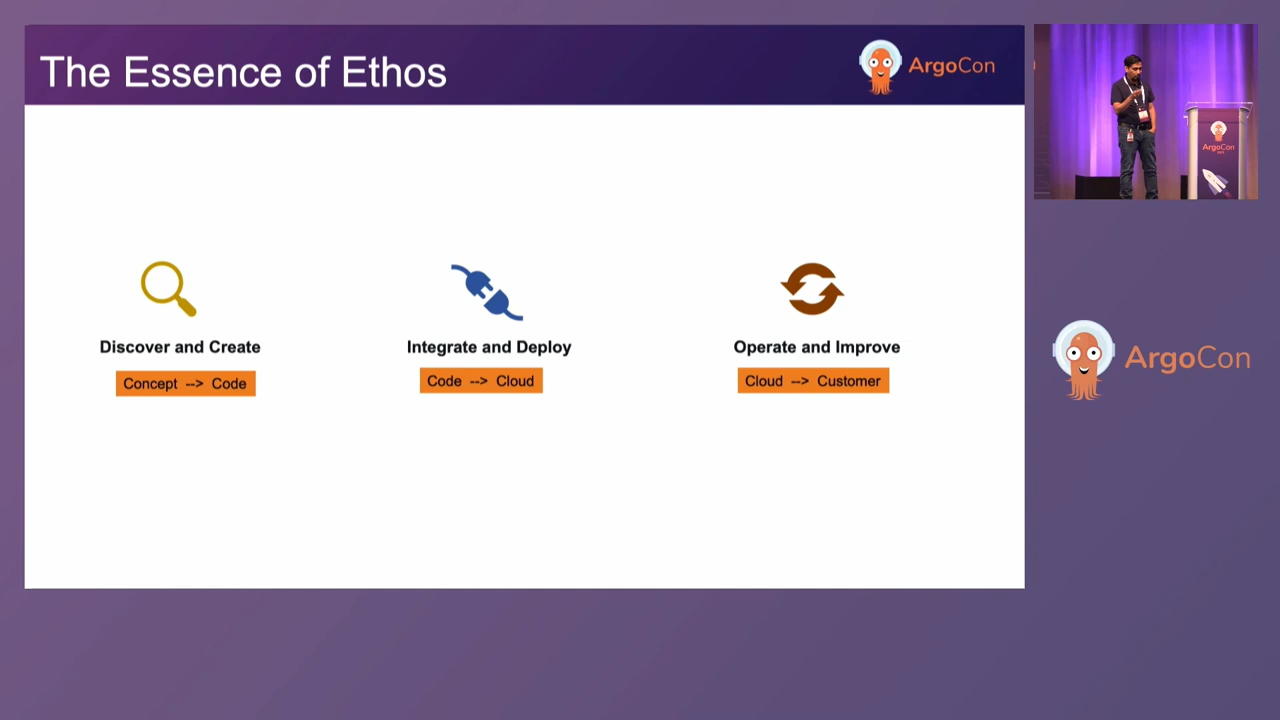 The Essence of Ethos
ArgoCon
Discover and Create
Concept --> Code
Integrate and Deploy
Code --> Cloud
Operate and Improve
Cloud --> Customer
ArgoCon
ArgoCon